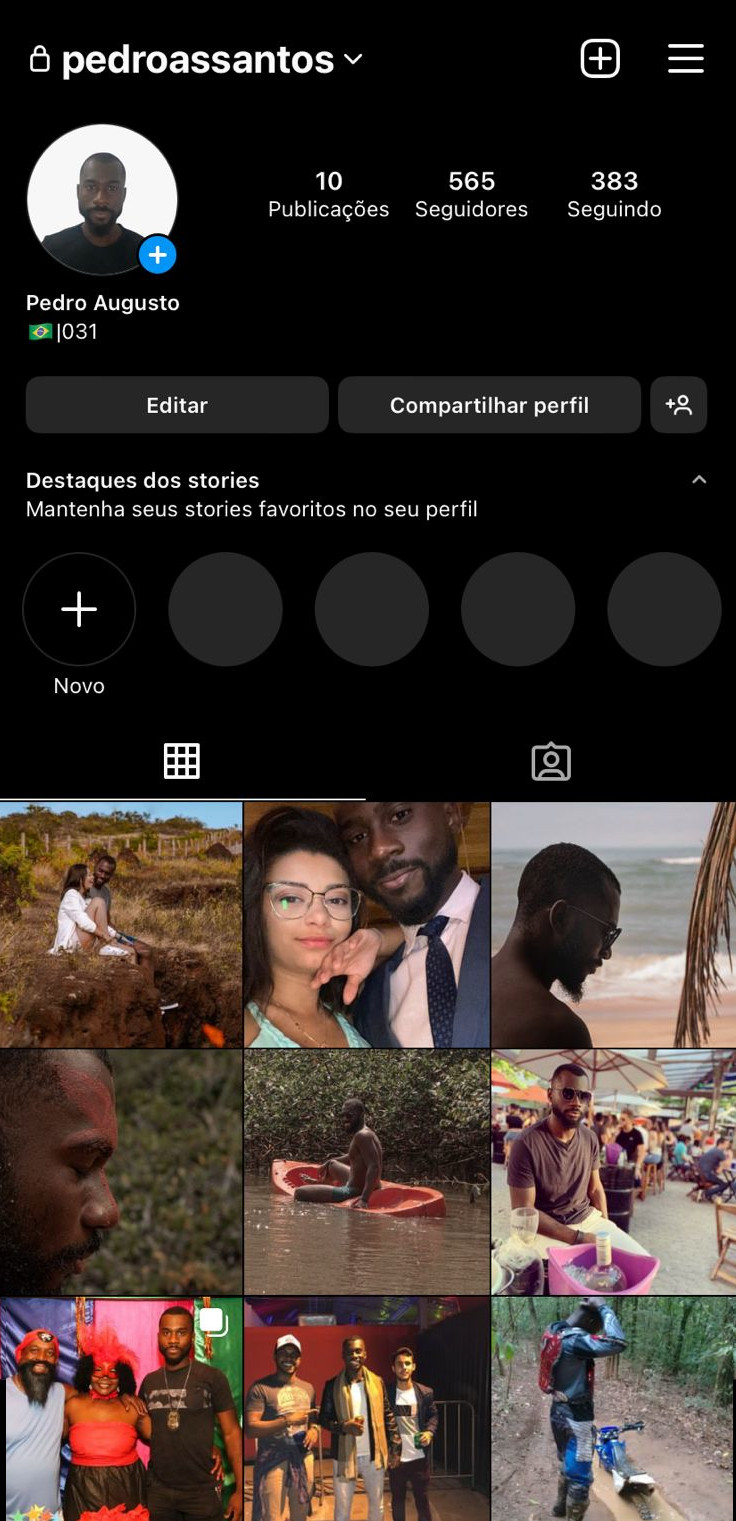 pedroassantos
10 565 383
Publicações Seguidores Seguindo
Pedro Augusto
🇧🇷|031
Editar Compartilhar perfil
Destaques dos stories
Mantenha seus stories favoritos no seu perfil
Novo